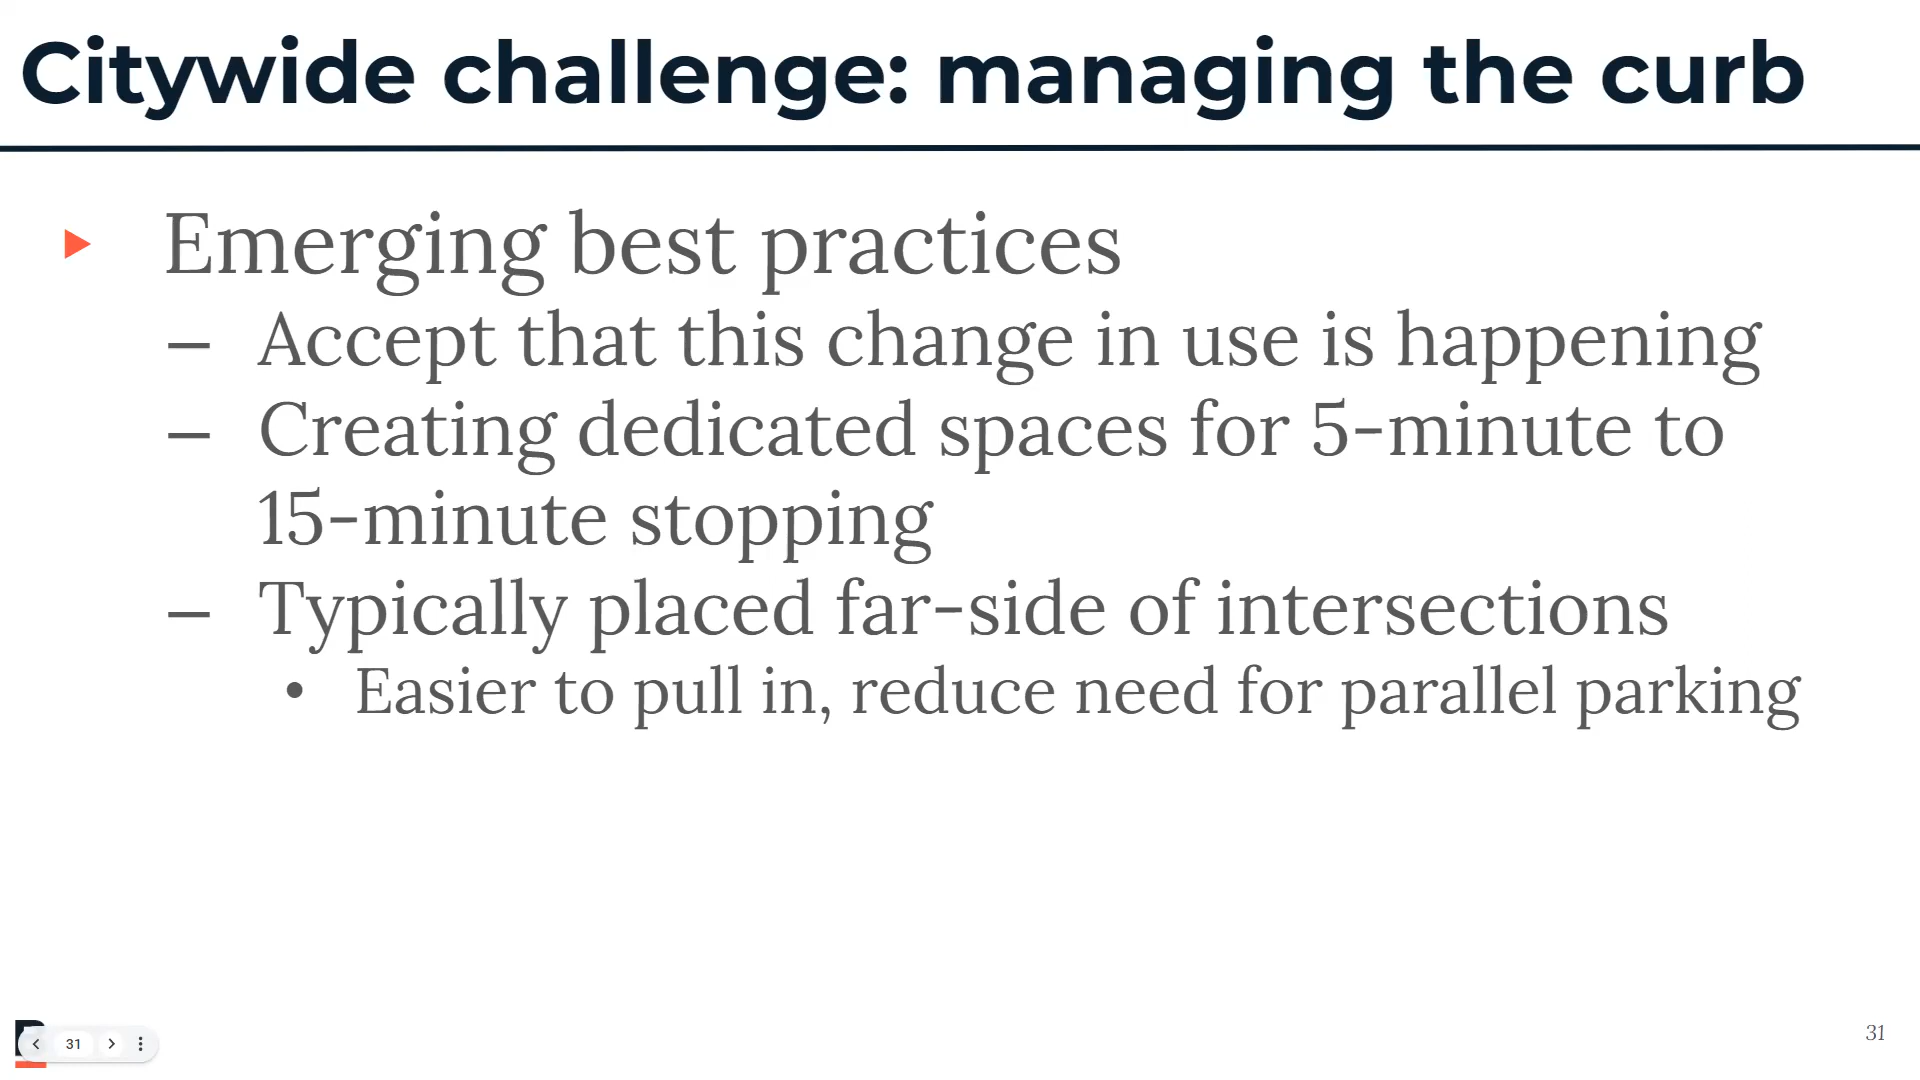 Citywide challenge: managing the curb
▸ Emerging best practices
– Accept that this change in use is happening
– Creating dedicated spaces for 5-minute to
15-minute stopping
– Typically placed far-side of intersections
• Easier to pull in, reduce need for parallel parking
31
31